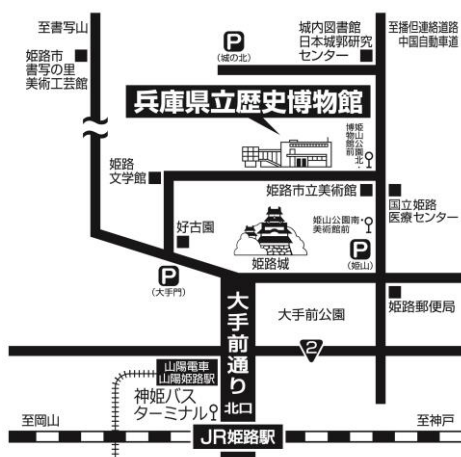 至書写山
姫路市
書写の里
美術工芸館
P
(城の北)
城内図書館
日本城郭研究
センター
至播但連絡道路
中国自動車道
兵庫県立歴史博物館
姫山公園北・
博物館前
姫路
文学館
姫路市立美術館
国立姫路
医療センター
好古園
姫路城
姫山公園南・
美術館前
P
(姫山)
P
(大手門)
大手前通り
大手前公園
姫路郵便局
2
山陽電車
山陽姫路駅
神姫バス
ターミナル
北口
至岡山
JR姫路駅
至神戸